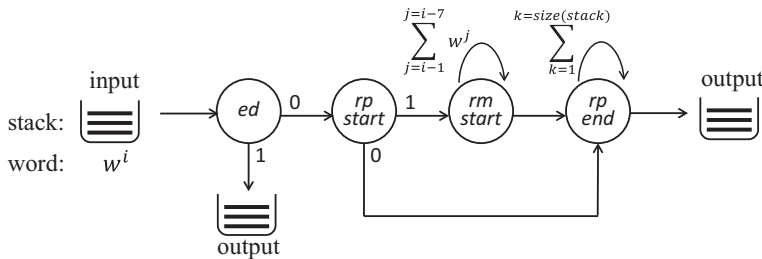 j=i-7
∑ w^j
j=i-1
k=size(stack)
∑
k=1
input
output
stack:
word: w^i
ed
0
1
rp start
1
0
rm start
rp end
output